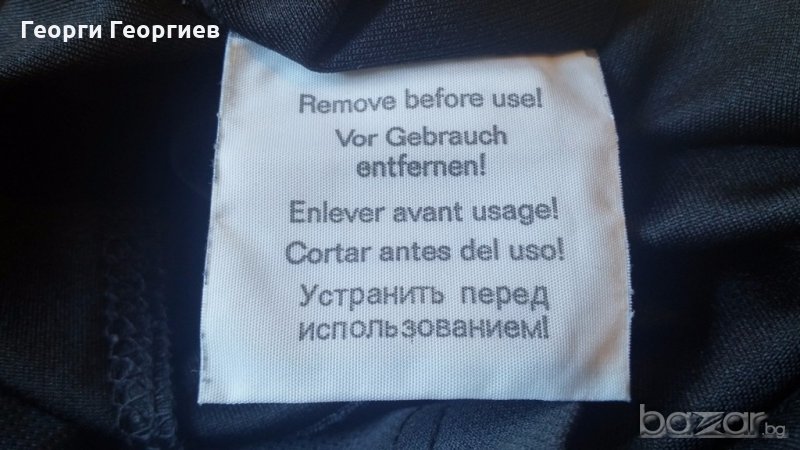 Георги Георгиев
Remove before use!
Vor Gebrauch
entfernen!
Enlever avant usage!
Cortar antes del uso!
Устранить перед
использованием!
bazar.bg